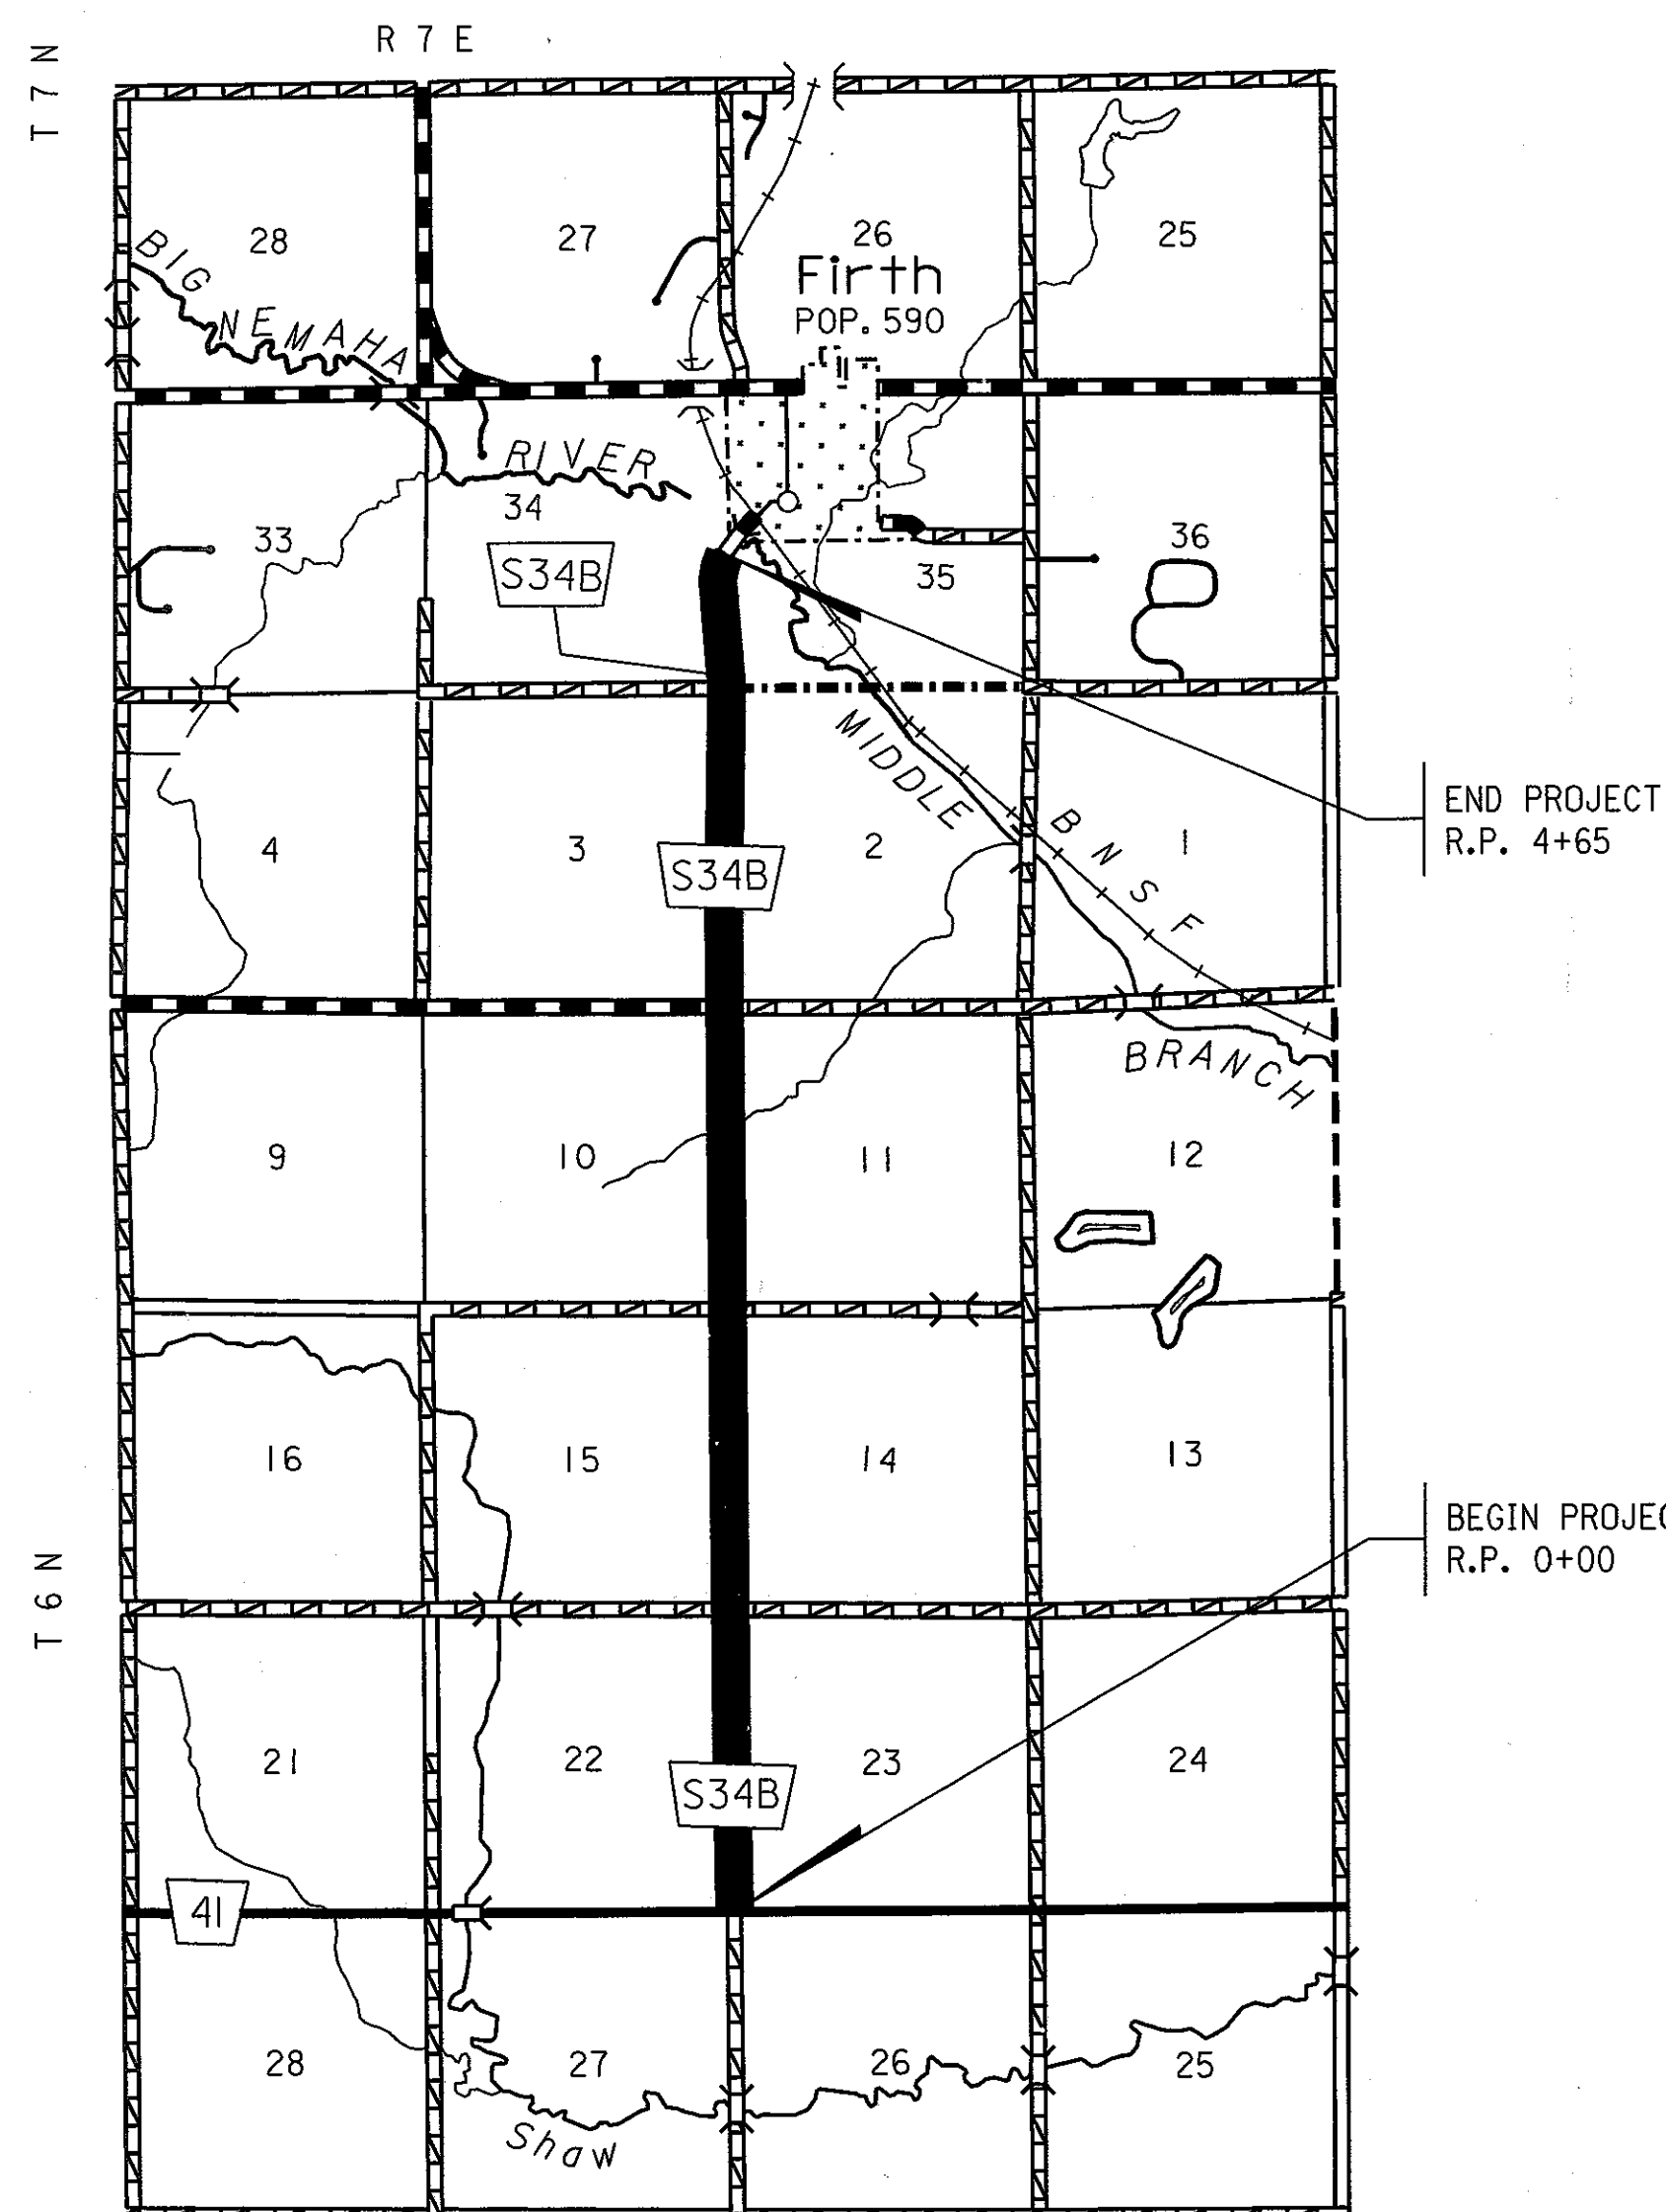 R 7 E
T 7 N
28
27
26
25
BIG
NEMAHA
RIVER
Firth
POP. 590
33
34
35
36
S34B
MIDDLE
BNSF
END PROJECT
R.P. 4+65
4
3
2
1
S34B
BRANCH
9
10
11
12
16
15
14
13
BEGIN PROJEC
R.P. 0+00
T 6 N
21
22
23
24
S34B
41
28
27
26
25
Shaw